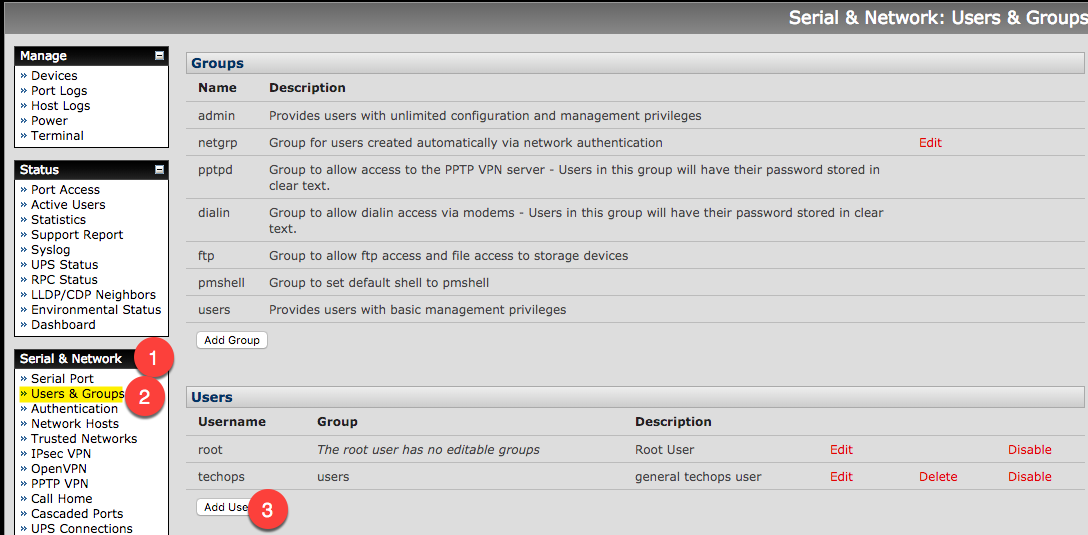 Serial & Network: Users & Groups
Manage
» Devices
» Port Logs
» Host Logs
» Power
» Terminal
Status
» Port Access
» Active Users
» Statistics
» Support Report
» Syslog
» UPS Status
» RPC Status
» LLDP/CDP Neighbors
» Environmental Status
» Dashboard
Serial & Network 1
» Serial Port
» Users & Groups 2
» Authentication
» Network Hosts
» Trusted Networks
» IPsec VPN
» OpenVPN
» PPTP VPN
» Call Home
» Cascaded Ports
» UPS Connections
Groups
Name Description
admin Provides users with unlimited configuration and management privileges
netgrp Group for users created automatically via network authentication Edit
pptpd Group to allow access to the PPTP VPN server - Users in this group will have their password stored in
clear text.
dialin Group to allow dialin access via modems - Users in this group will have their password stored in clear
text.
ftp Group to allow ftp access and file access to storage devices
pmshell Group to set default shell to pmshell
users Provides users with basic management privileges
Add Group
Users
Username Group Description
root The root user has no editable groups Root User Edit Disable
techops users general techops user Edit Delete Disable
Add Use 3